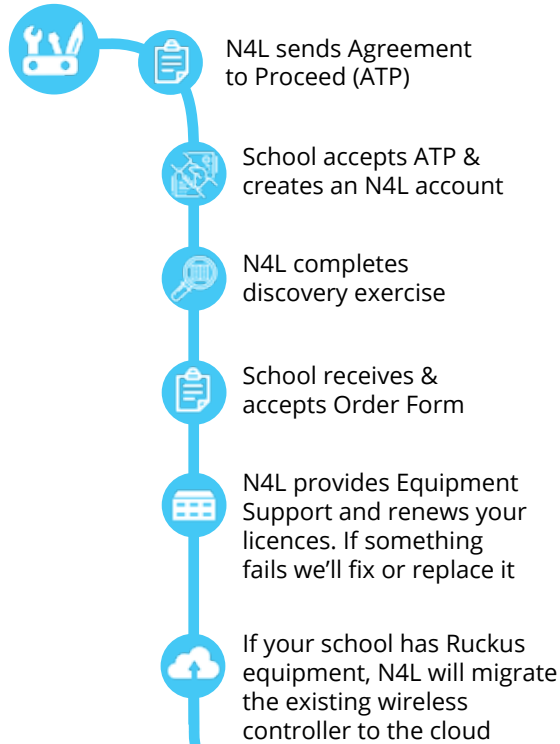 N4L sends Agreement
to Proceed (ATP)
School accepts ATP &
creates an N4L account
N4L completes
discovery exercise
School receives &
accepts Order Form
N4L provides Equipment
Support and renews your
licences. If something
fails we’ll fix or replace it
If your school has Ruckus
equipment, N4L will migrate
the existing wireless
controller to the cloud